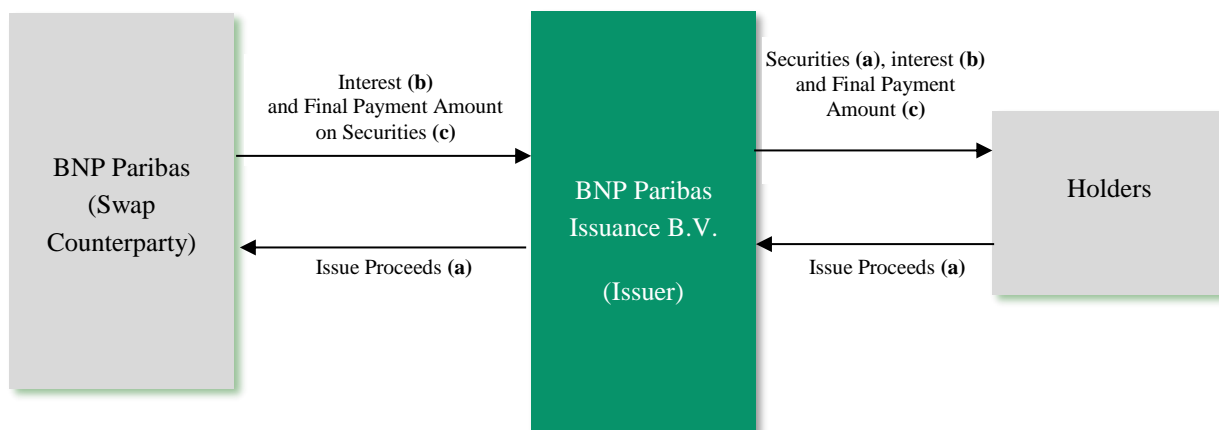 BNP Paribas
(Swap
Counterparty)
Interest (b)
and Final Payment Amount
on Securities (c)
Issue Proceeds (a)
BNP Paribas
Issuance B.V.
(Issuer)
Securities (a), interest (b)
and Final Payment
Amount (c)
Issue Proceeds (a)
Holders